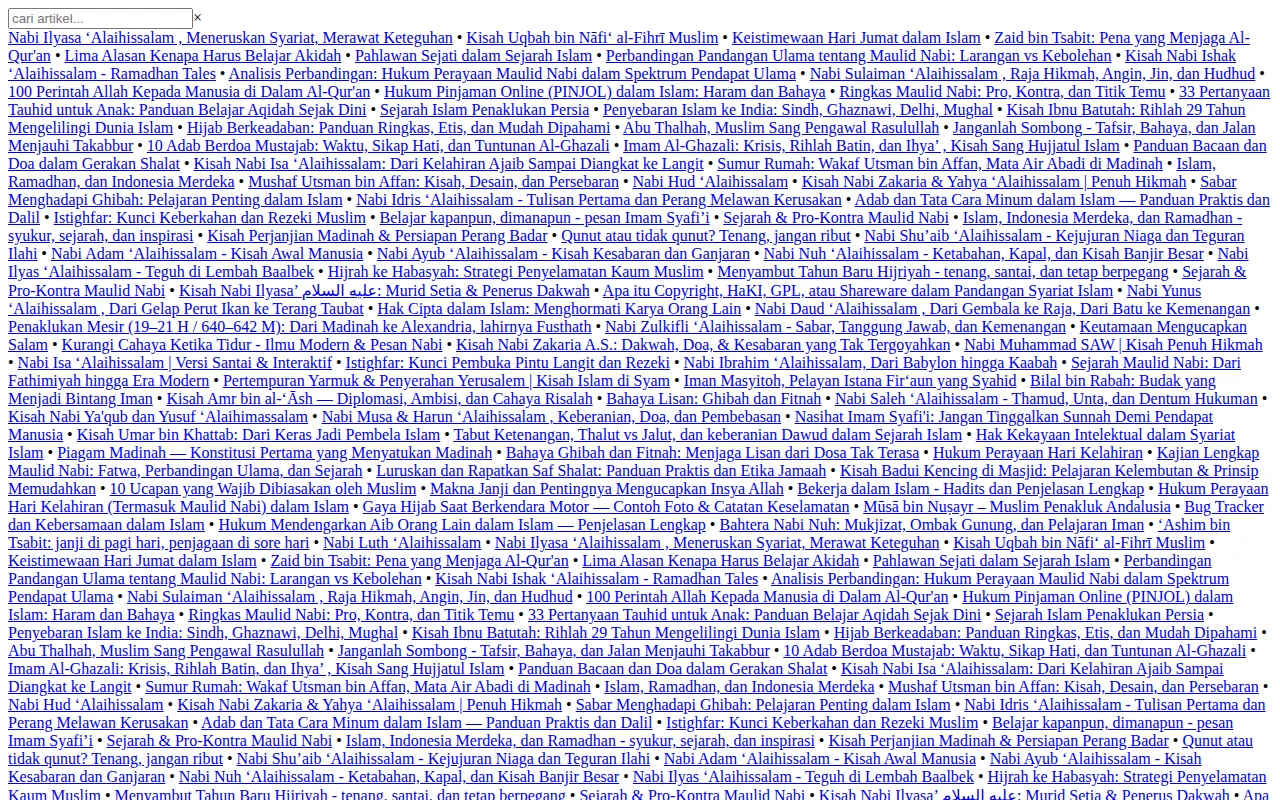 cari artikel... ×
Nabi Ilyasa ‘Alaihissalam , Meneruskan Syariat, Merawat Keteguhan • Kisah Uqbah bin Nāfi‘ al-Fihrī Muslim • Keistimewaan Hari Jumat dalam Islam • Zaid bin Tsabit: Pena yang Menjaga Al-
Qur'an • Lima Alasan Kenapa Harus Belajar Akidah • Pahlawan Sejati dalam Sejarah Islam • Perbandingan Pandangan Ulama tentang Maulid Nabi: Larangan vs Kebolehan • Kisah Nabi Ishak
‘Alaihissalam - Ramadhan Tales • Analisis Perbandingan: Hukum Perayaan Maulid Nabi dalam Spektrum Pendapat Ulama • Nabi Sulaiman ‘Alaihissalam , Raja Hikmah, Angin, Jin, dan Hudhud •
100 Perintah Allah Kepada Manusia di Dalam Al-Qur'an • Hukum Pinjaman Online (PINJOL) dalam Islam: Haram dan Bahaya • Ringkas Maulid Nabi: Pro, Kontra, dan Titik Temu • 33 Pertanyaan
Tauhid untuk Anak: Panduan Belajar Aqidah Sejak Dini • Sejarah Islam Penaklukan Persia • Penyebaran Islam ke India: Sindh, Ghaznawi, Delhi, Mughal • Kisah Ibnu Batutah: Rihlah 29 Tahun
Mengelilingi Dunia Islam • Hijab Berkeadaban: Panduan Ringkas, Etis, dan Mudah Dipahami • Abu Thalhah, Muslim Sang Pengawal Rasulullah • Janganlah Sombong - Tafsir, Bahaya, dan Jalan
Menjauhi Takabbur • 10 Adab Berdoa Mustajab: Waktu, Sikap Hati, dan Tuntunan Al-Ghazali • Imam Al-Ghazali: Krisis, Rihlah Batin, dan Ihya’ , Kisah Sang Hujjatul Islam • Panduan Bacaan dan
Doa dalam Gerakan Shalat • Kisah Nabi Isa ‘Alaihissalam: Dari Kelahiran Ajaib Sampai Diangkat ke Langit • Sumur Rumah: Wakaf Utsman bin Affan, Mata Air Abadi di Madinah • Islam,
Ramadhan, dan Indonesia Merdeka • Mushaf Utsman bin Affan: Kisah, Desain, dan Persebaran • Nabi Hud ‘Alaihissalam • Kisah Nabi Zakaria & Yahya ‘Alaihissalam | Penuh Hikmah • Sabar
Menghadapi Ghibah: Pelajaran Penting dalam Islam • Nabi Idris ‘Alaihissalam - Tulisan Pertama dan Perang Melawan Kerusakan • Adab dan Tata Cara Minum dalam Islam — Panduan Praktis dan
Dalil • Istighfar: Kunci Keberkahan dan Rezeki Muslim • Belajar kapanpun, dimanapun - pesan Imam Syafi’i • Sejarah & Pro-Kontra Maulid Nabi • Islam, Indonesia Merdeka, dan Ramadhan -
syukur, sejarah, dan inspirasi • Kisah Perjanjian Madinah & Persiapan Perang Badar • Qunut atau tidak qunut? Tenang, jangan ribut • Nabi Shu’aib ‘Alaihissalam - Kejujuran Niaga dan Teguran
Ilahi • Nabi Adam ‘Alaihissalam - Kisah Awal Manusia • Nabi Ayub ‘Alaihissalam - Kisah Kesabaran dan Ganjaran • Nabi Nuh ‘Alaihissalam - Ketabahan, Kapal, dan Kisah Banjir Besar • Nabi
Ilyas ‘Alaihissalam - Teguh di Lembah Baalbek • Hijrah ke Habasyah: Strategi Penyelamatan Kaum Muslim • Menyambut Tahun Baru Hijriyah - tenang, santai, dan tetap berpegang • Sejarah &
Pro-Kontra Maulid Nabi • Kisah Nabi Ilyasa’ عليه السلام: Murid Setia & Penerus Dakwah • Apa itu Copyright, HaKI, GPL, atau Shareware dalam Pandangan Syariat Islam • Nabi Yunus
‘Alaihissalam , Dari Gelap Perut Ikan ke Terang Taubat • Hak Cipta dalam Islam: Menghormati Karya Orang Lain • Nabi Daud ‘Alaihissalam , Dari Gembala ke Raja, Dari Batu ke Kemenangan •
Penaklukan Mesir (19–21 H / 640–642 M): Dari Madinah ke Alexandria, lahirnya Fusthath • Nabi Zulkifli ‘Alaihissalam - Sabar, Tanggung Jawab, dan Kemenangan • Keutamaan Mengucapkan
Salam • Kurangi Cahaya Ketika Tidur - Ilmu Modern & Pesan Nabi • Kisah Nabi Zakaria A.S.: Dakwah, Doa, & Kesabaran yang Tak Tergoyahkan • Nabi Muhammad SAW | Kisah Penuh Hikmah
• Nabi Isa ‘Alaihissalam | Versi Santai & Interaktif • Istighfar: Kunci Pembuka Pintu Langit dan Rezeki • Nabi Ibrahim ‘Alaihissalam, Dari Babylon hingga Kaabah • Sejarah Maulid Nabi: Dari
Fathimiyah hingga Era Modern • Pertempuran Yarmuk & Penyerahan Yerusalem | Kisah Islam di Syam • Iman Masyitoh, Pelayan Istana Fir‘aun yang Syahid • Bilal bin Rabah: Budak yang
Menjadi Bintang Iman • Kisah Amr bin al-‘Āsh — Diplomasi, Ambisi, dan Cahaya Risalah • Bahaya Lisan: Ghibah dan Fitnah • Nabi Saleh ‘Alaihissalam - Thamud, Unta, dan Dentum Hukuman •
Kisah Nabi Ya'qub dan Yusuf ‘Alaihimassalam • Nabi Musa & Harun ‘Alaihissalam , Keberanian, Doa, dan Pembebasan • Nasihat Imam Syafi'i: Jangan Tinggalkan Sunnah Demi Pendapat
Manusia • Kisah Umar bin Khattab: Dari Keras Jadi Pembela Islam • Tabut Ketenangan, Thalut vs Jalut, dan keberanian Dawud dalam Sejarah Islam • Hak Kekayaan Intelektual dalam Syariat
Islam • Piagam Madinah — Konstitusi Pertama yang Menyatukan Madinah • Bahaya Ghibah dan Fitnah: Menjaga Lisan dari Dosa Tak Terasa • Hukum Perayaan Hari Kelahiran • Kajian Lengkap
Maulid Nabi: Fatwa, Perbandingan Ulama, dan Sejarah • Luruskan dan Rapatkan Saf Shalat: Panduan Praktis dan Etika Jamaah • Kisah Badui Kencing di Masjid: Pelajaran Kelembutan & Prinsip
Memudahkan • 10 Ucapan yang Wajib Dibiasakan oleh Muslim • Makna Janji dan Pentingnya Mengucapkan Insya Allah • Bekerja dalam Islam - Hadits dan Penjelasan Lengkap • Hukum Perayaan
Hari Kelahiran (Termasuk Maulid Nabi) dalam Islam • Gaya Hijab Saat Berkendara Motor — Contoh Foto & Catatan Keselamatan • Mūsā bin Nuṣayr – Muslim Penakluk Andalusia • Bug Tracker
dan Kebersamaan dalam Islam • Hukum Mendengarkan Aib Orang Lain dalam Islam — Penjelasan Lengkap • Bahtera Nabi Nuh: Mukjizat, Ombak Gunung, dan Pelajaran Iman • ‘Ashim bin
Tsabit: janji di pagi hari, penjagaan di sore hari • Nabi Luth ‘Alaihissalam • Nabi Ilyasa ‘Alaihissalam , Meneruskan Syariat, Merawat Keteguhan • Kisah Uqbah bin Nāfi‘ al-Fihrī Muslim •
Keistimewaan Hari Jumat dalam Islam • Zaid bin Tsabit: Pena yang Menjaga Al-Qur'an • Lima Alasan Kenapa Harus Belajar Akidah • Pahlawan Sejati dalam Sejarah Islam • Perbandingan
Pandangan Ulama tentang Maulid Nabi: Larangan vs Kebolehan • Kisah Nabi Ishak ‘Alaihissalam - Ramadhan Tales • Analisis Perbandingan: Hukum Perayaan Maulid Nabi dalam Spektrum
Pendapat Ulama • Nabi Sulaiman ‘Alaihissalam , Raja Hikmah, Angin, Jin, dan Hudhud • 100 Perintah Allah Kepada Manusia di Dalam Al-Qur'an • Hukum Pinjaman Online (PINJOL) dalam
Islam: Haram dan Bahaya • Ringkas Maulid Nabi: Pro, Kontra, dan Titik Temu • 33 Pertanyaan Tauhid untuk Anak: Panduan Belajar Aqidah Sejak Dini • Sejarah Islam Penaklukan Persia •
Penyebaran Islam ke India: Sindh, Ghaznawi, Delhi, Mughal • Kisah Ibnu Batutah: Rihlah 29 Tahun Mengelilingi Dunia Islam • Hijab Berkeadaban: Panduan Ringkas, Etis, dan Mudah Dipahami •
Abu Thalhah, Muslim Sang Pengawal Rasulullah • Janganlah Sombong - Tafsir, Bahaya, dan Jalan Menjauhi Takabbur • 10 Adab Berdoa Mustajab: Waktu, Sikap Hati, dan Tuntunan Al-Ghazali •
Imam Al-Ghazali: Krisis, Rihlah Batin, dan Ihya’ , Kisah Sang Hujjatul Islam • Panduan Bacaan dan Doa dalam Gerakan Shalat • Kisah Nabi Isa ‘Alaihissalam: Dari Kelahiran Ajaib Sampai
Diangkat ke Langit • Sumur Rumah: Wakaf Utsman bin Affan, Mata Air Abadi di Madinah • Islam, Ramadhan, dan Indonesia Merdeka • Mushaf Utsman bin Affan: Kisah, Desain, dan Persebaran •
Nabi Hud ‘Alaihissalam • Kisah Nabi Zakaria & Yahya ‘Alaihissalam | Penuh Hikmah • Sabar Menghadapi Ghibah: Pelajaran Penting dalam Islam • Nabi Idris ‘Alaihissalam - Tulisan Pertama dan
Perang Melawan Kerusakan • Adab dan Tata Cara Minum dalam Islam — Panduan Praktis dan Dalil • Istighfar: Kunci Keberkahan dan Rezeki Muslim • Belajar kapanpun, dimanapun - pesan
Imam Syafi’i • Sejarah & Pro-Kontra Maulid Nabi • Islam, Indonesia Merdeka, dan Ramadhan - syukur, sejarah, dan inspirasi • Kisah Perjanjian Madinah & Persiapan Perang Badar • Qunut atau
tidak qunut? Tenang, jangan ribut • Nabi Shu’aib ‘Alaihissalam - Kejujuran Niaga dan Teguran Ilahi • Nabi Adam ‘Alaihissalam - Kisah Awal Manusia • Nabi Ayub ‘Alaihissalam - Kisah
Kesabaran dan Ganjaran • Nabi Nuh ‘Alaihissalam - Ketabahan, Kapal, dan Kisah Banjir Besar • Nabi Ilyas ‘Alaihissalam - Teguh di Lembah Baalbek • Hijrah ke Habasyah: Strategi Penyelamatan
Kaum Muslim • Menyambut Tahun Baru Hijriyah - tenang, santai, dan tetap berpegang • Sejarah & Pro-Kontra Maulid Nabi • Kisah Nabi Ilyasa’ عليه السلام: Murid Setia & Penerus Dakwah • Apa